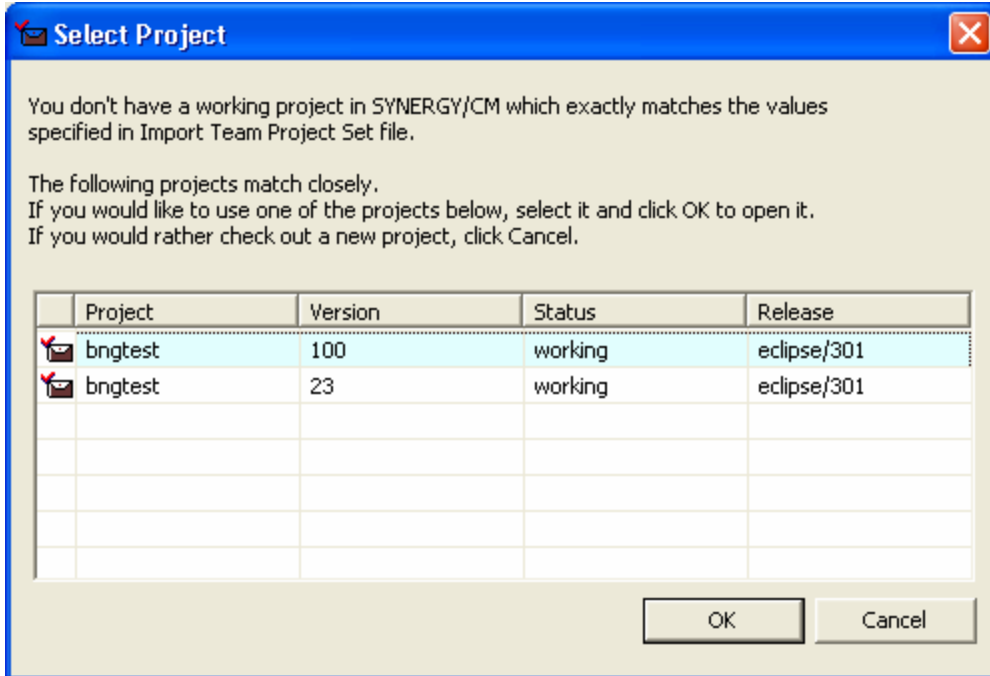 Select Project
You don't have a working project in SYNERGY/CM which exactly matches the values
specified in Import Team Project Set file.
The following projects match closely.
If you would like to use one of the projects below, select it and click OK to open it.
If you would rather check out a new project, click Cancel.
Project Version Status Release
bngtest 100 working eclipse/301
bngtest 23 working eclipse/301
OK Cancel